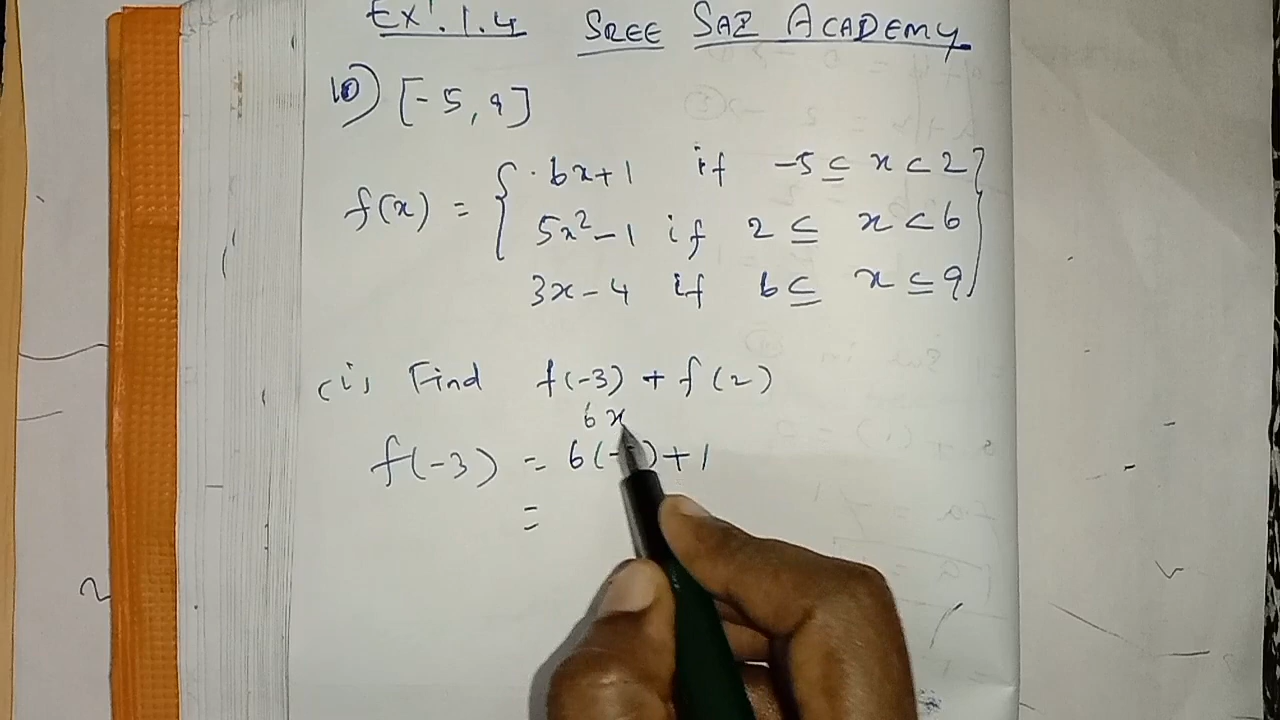 Ex. 1.4 SREE SAI ACADEMY
10) [-5, 9]
6x+1 if -5 ≤ x < 2
f(x) = { 5x²-1 if 2 ≤ x < 6 }
3x-4 if 6 ≤ x ≤ 9
(i) Find f(-3) + f(2)
6x
f(-3) = 6(- )+1
=